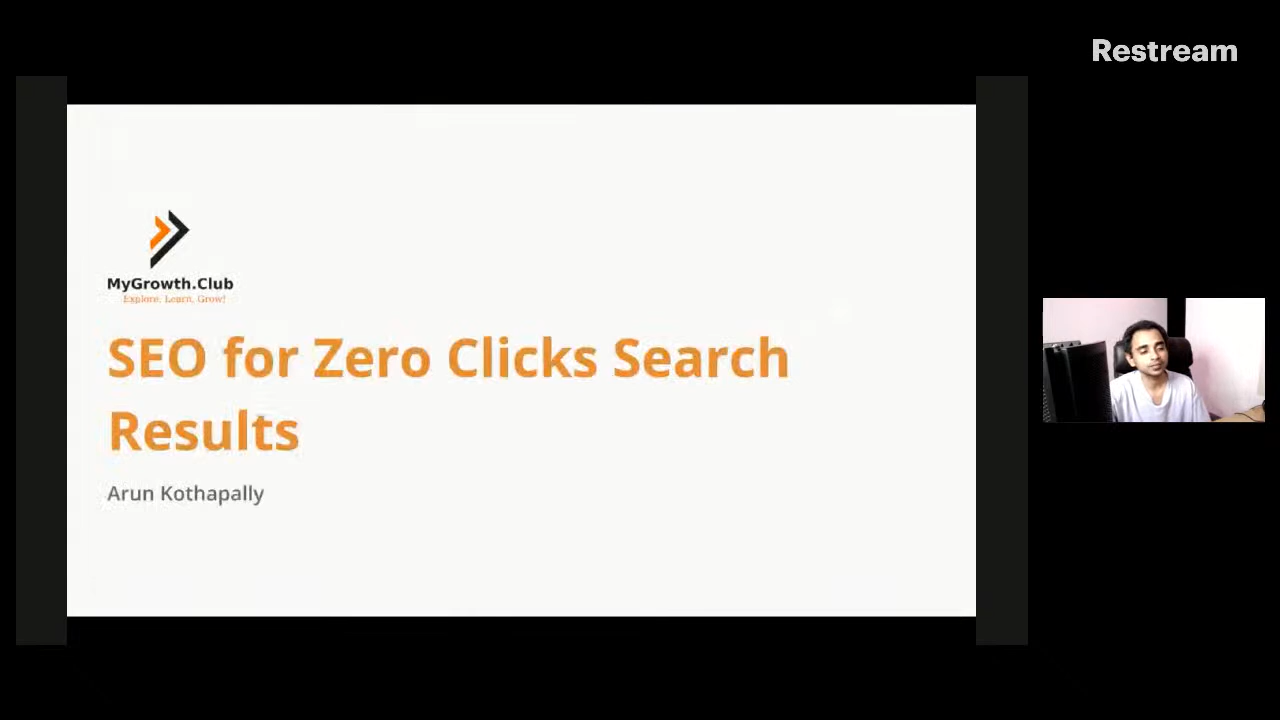 Restream
MyGrowth.Club
Explore, Learn, Grow!
SEO for Zero Clicks Search
Results
Arun Kothapally